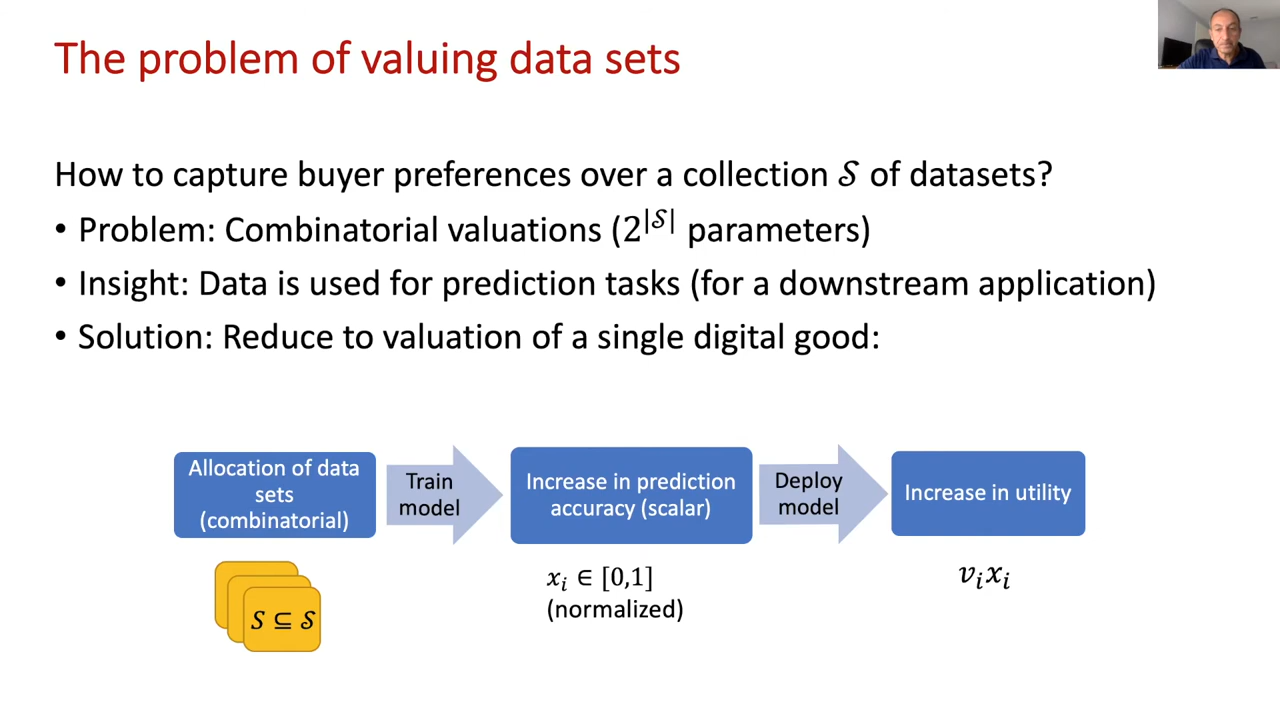 The problem of valuing data sets
How to capture buyer preferences over a collection 𝒮 of datasets?
• Problem: Combinatorial valuations (2^|𝒮| parameters)
• Insight: Data is used for prediction tasks (for a downstream application)
• Solution: Reduce to valuation of a single digital good:
Allocation of data
sets
(combinatorial)
Train
model
Increase in prediction
accuracy (scalar)
Deploy
model
Increase in utility
S ⊆ 𝒮
x_i ∈ [0,1]
(normalized)
v_i x_i